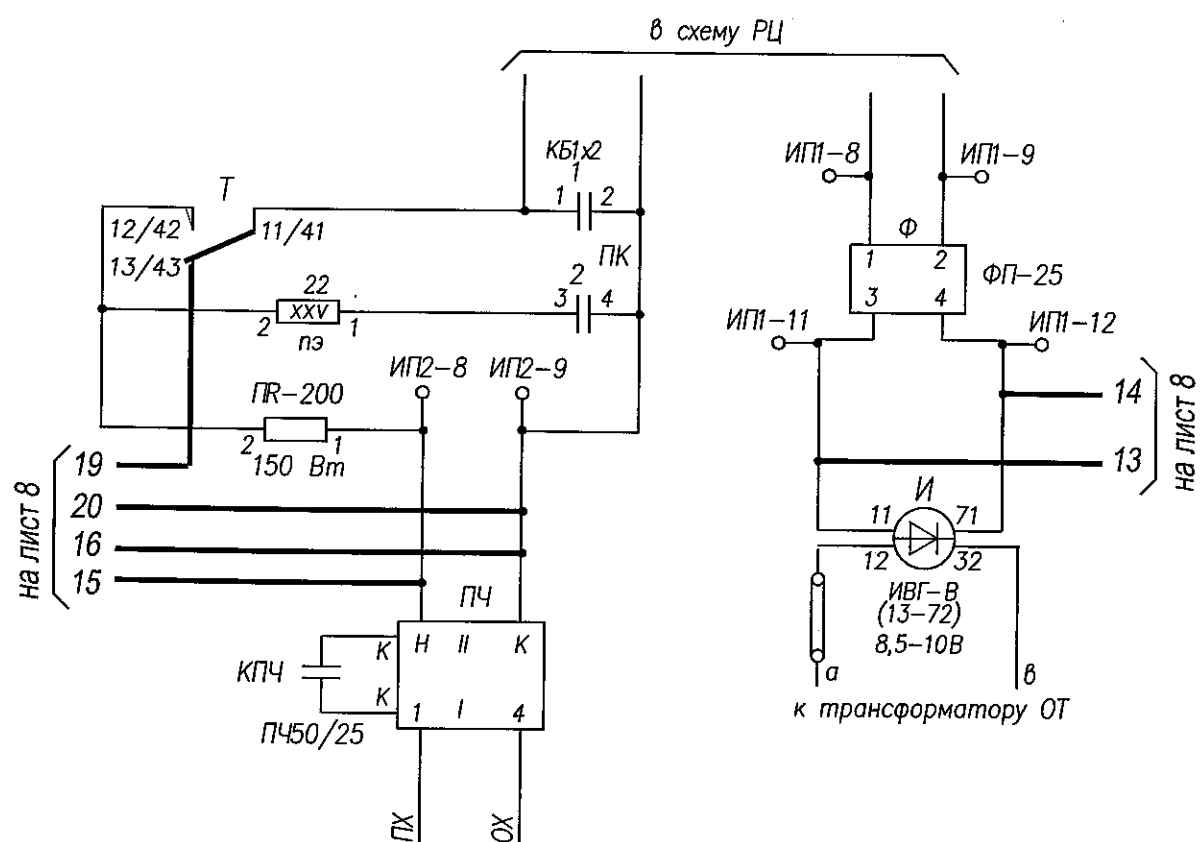 в схему РЦ
КБ1х2
1
1 2
ИП1-8
ИП1-9
Т
12/42
11/41
13/43
ПК
Ф
1 2
3 4
ФП-25
22
XXV
2 1
пэ
2
3 4
ИП1-11
ИП1-12
ИП2-8
ИП2-9
ПR-200
2 1
150 Вт
14
13
на лист 8
19
20
16
15
на лист 8
И
11 71
12 32
ИВГ-В
(13-72)
8,5-10В
а
в
к трансформатору ОТ
ПЧ
К Н II К
К 1 I 4
КПЧ
ПЧ50/25
ПХ
ОХ